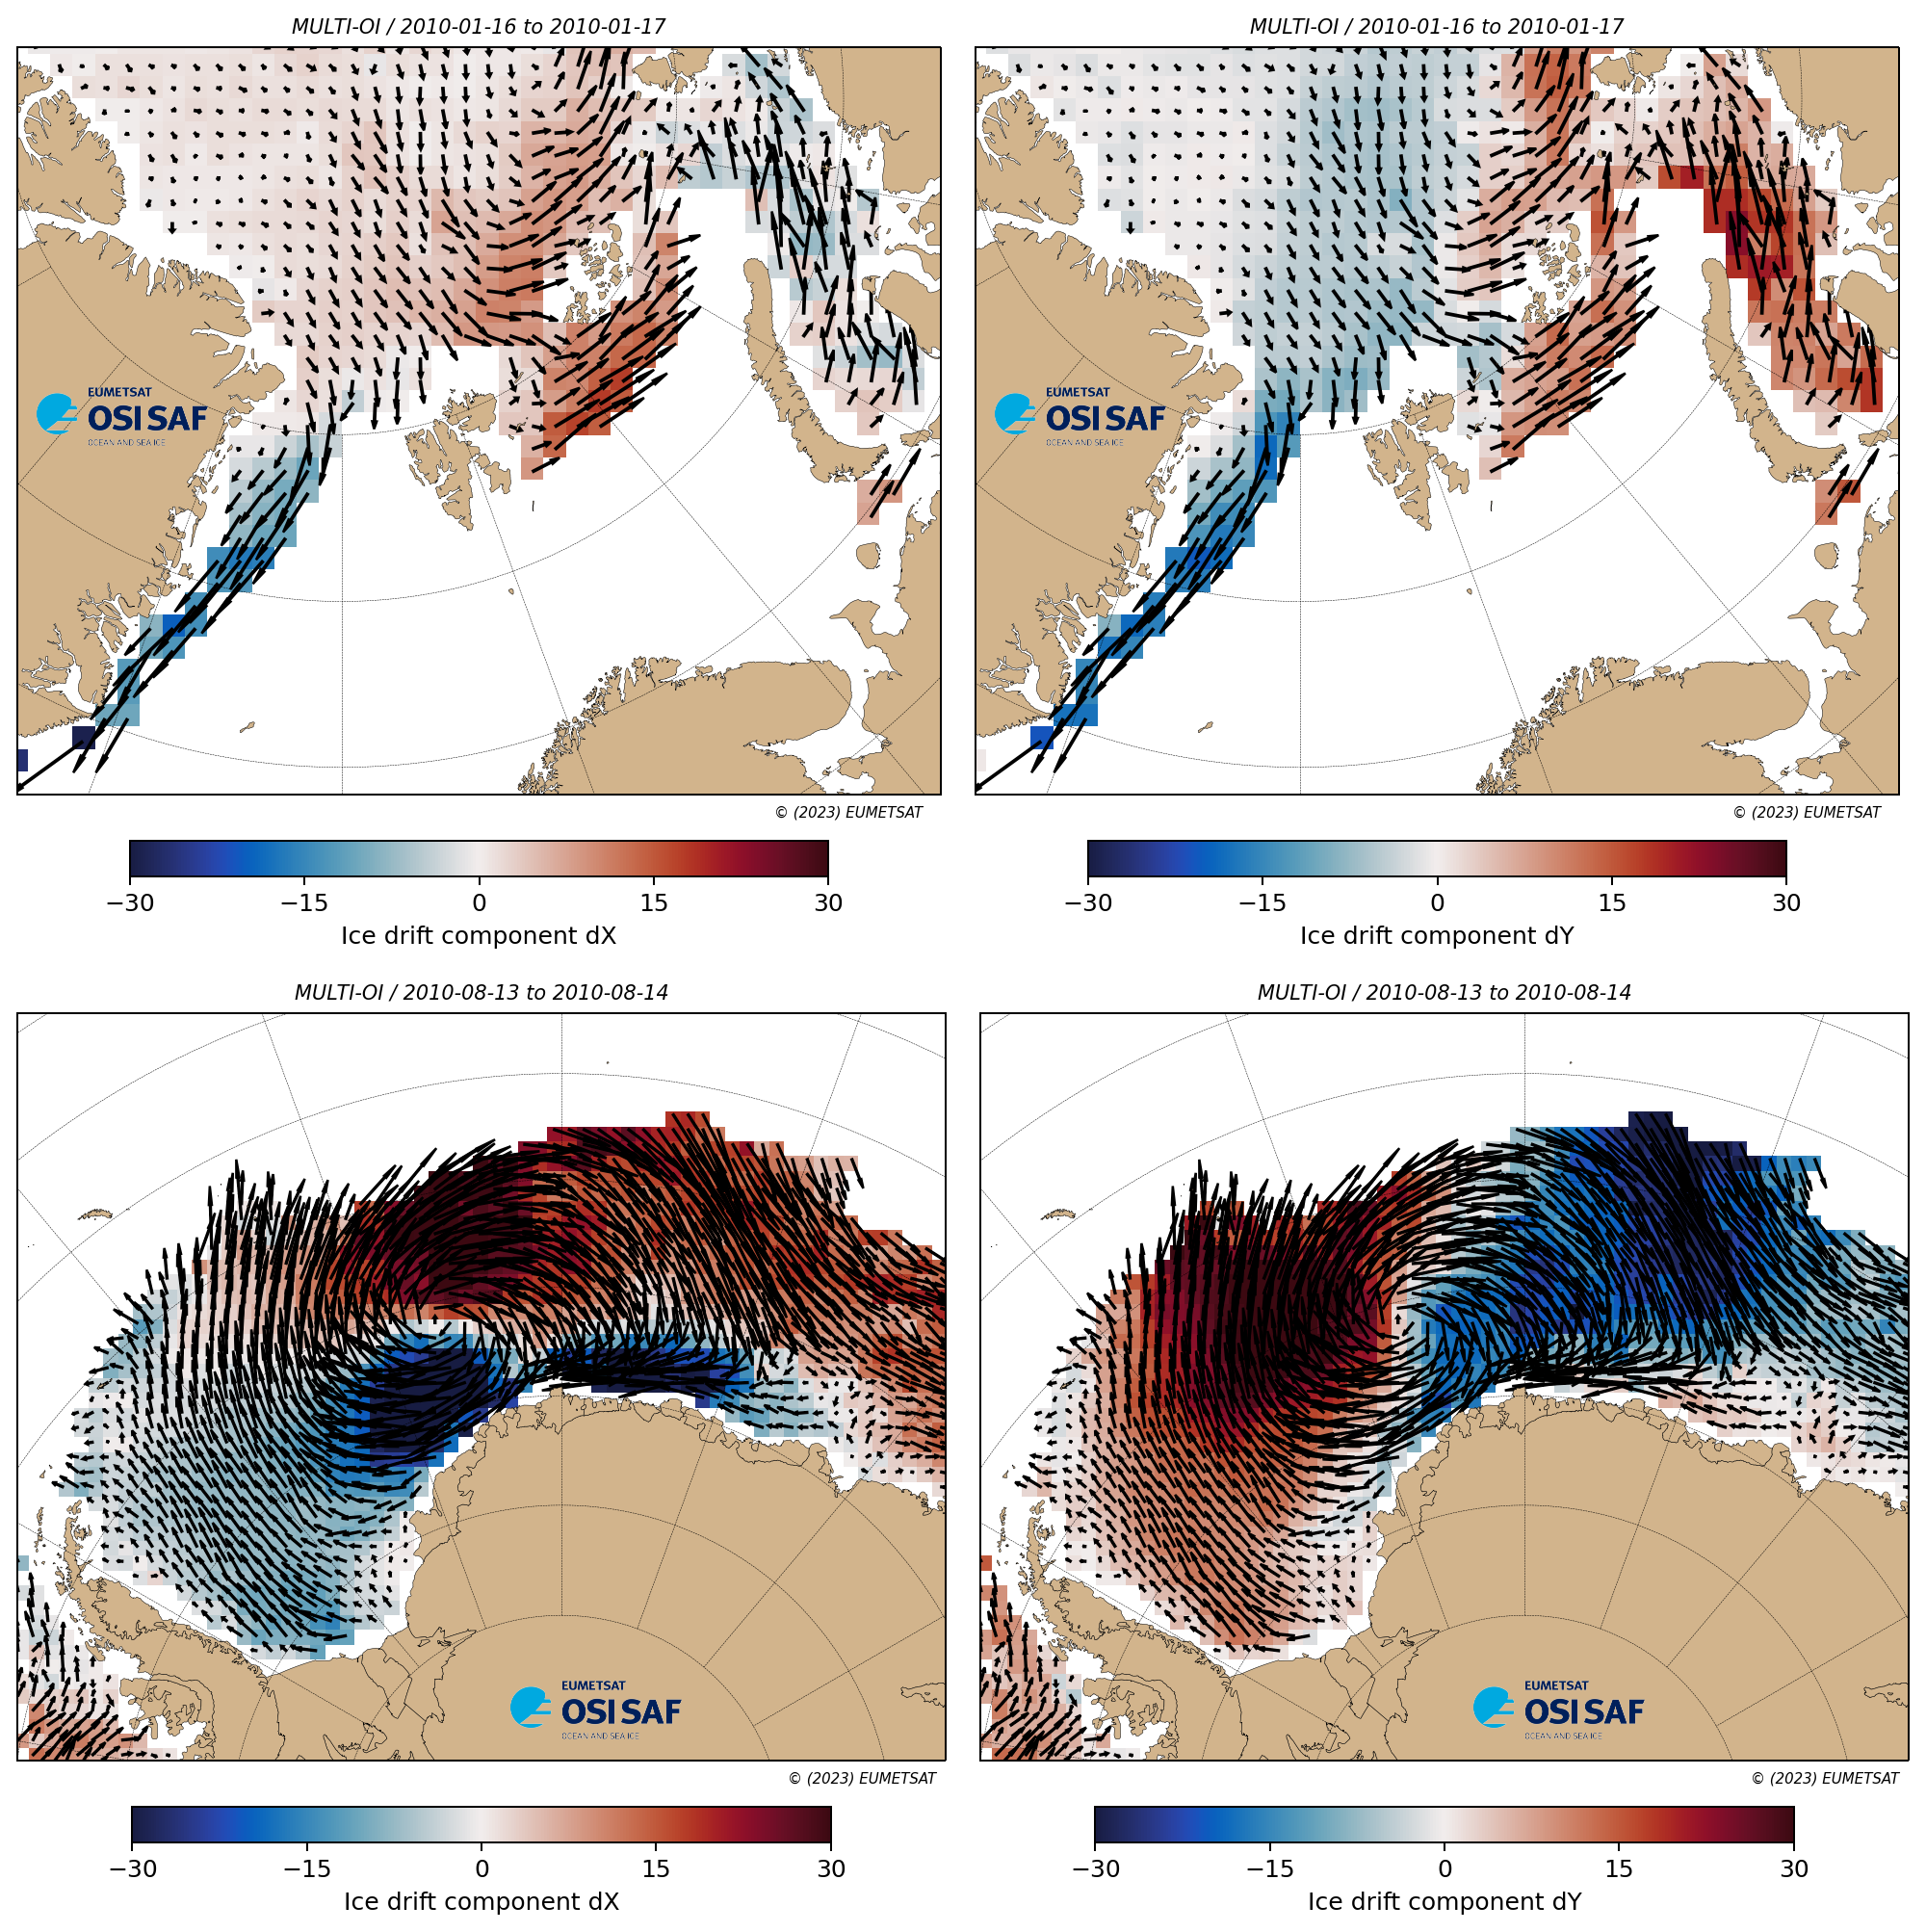 MULTI-OI / 2010-01-16 to 2010-01-17
EUMETSAT
OSI SAF
OCEAN AND SEA ICE
© (2023) EUMETSAT
−30 −15 0 15 30
Ice drift component dX
MULTI-OI / 2010-01-16 to 2010-01-17
EUMETSAT
OSI SAF
OCEAN AND SEA ICE
© (2023) EUMETSAT
−30 −15 0 15 30
Ice drift component dY
MULTI-OI / 2010-08-13 to 2010-08-14
EUMETSAT
OSI SAF
OCEAN AND SEA ICE
© (2023) EUMETSAT
−30 −15 0 15 30
Ice drift component dX
MULTI-OI / 2010-08-13 to 2010-08-14
EUMETSAT
OSI SAF
OCEAN AND SEA ICE
© (2023) EUMETSAT
−30 −15 0 15 30
Ice drift component dY